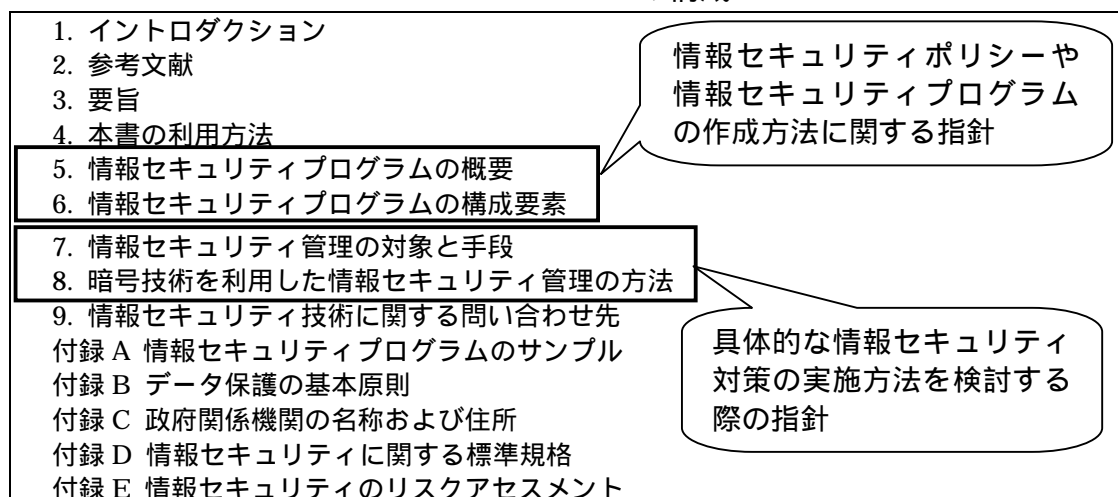 1. イントロダクション
2. 参考文献
3. 要旨
4. 本書の利用方法
5. 情報セキュリティプログラムの概要
6. 情報セキュリティプログラムの構成要素
7. 情報セキュリティ管理の対象と手段
8. 暗号技術を利用した情報セキュリティ管理の方法
9. 情報セキュリティ技術に関する問い合わせ先
付録 A 情報セキュリティプログラムのサンプル
付録 B データ保護の基本原則
付録 C 政府関係機関の名称および住所
付録 D 情報セキュリティに関する標準規格
付録 E 情報セキュリティのリスクアセスメント
情報セキュリティポリシーや
情報セキュリティプログラム
の作成方法に関する指針
具体的な情報セキュリティ
対策の実施方法を検討する
際の指針